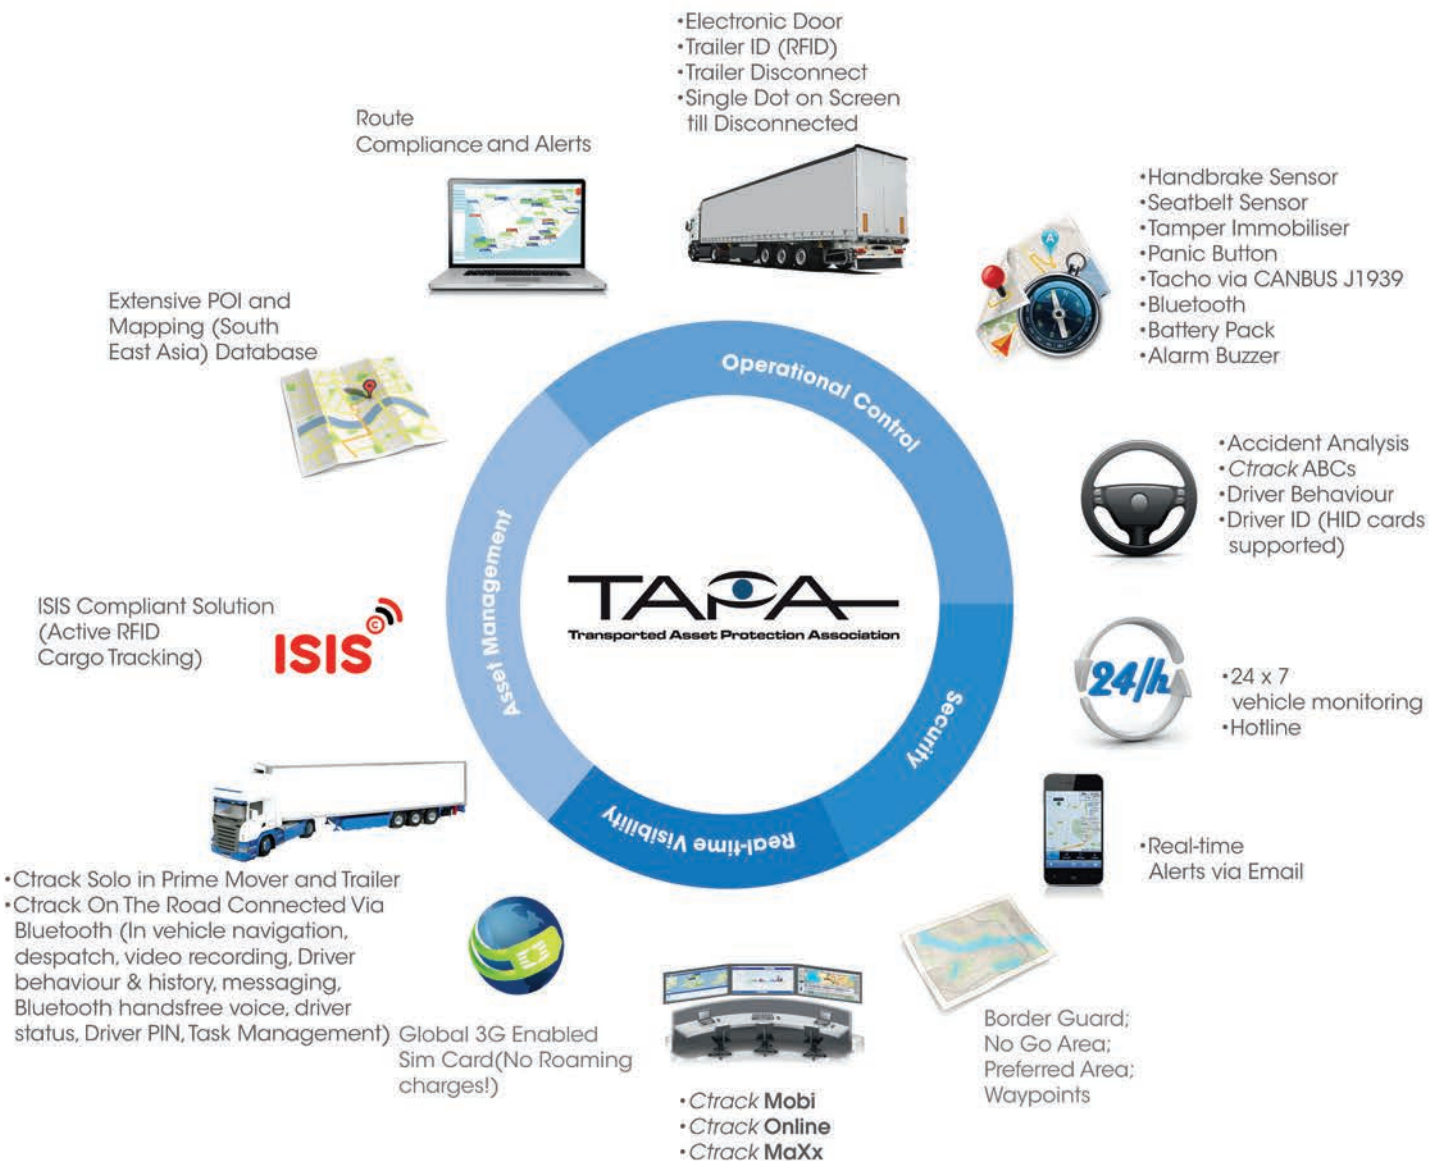 •Electronic Door
•Trailer ID (RFID)
•Trailer Disconnect
•Single Dot on Screen
till Disconnected
Route
Compliance and Alerts
•Handbrake Sensor
•Seatbelt Sensor
•Tamper Immobiliser
•Panic Button
•Tacho via CANBUS J1939
•Bluetooth
•Battery Pack
•Alarm Buzzer
A
Extensive POI and
Mapping (South
East Asia) Database
Operational Control
•Accident Analysis
•Ctrack ABCs
•Driver Behaviour
•Driver ID (HID cards
supported)
Asset Management
TAPA
Transported Asset Protection Association
ISIS Compliant Solution
(Active RFID
Cargo Tracking)
ISIS
C
24/h
•24 x 7
vehicle monitoring
•Hotline
Security
Real-time Visibility
•Real-time
Alerts via Email
•Ctrack Solo in Prime Mover and Trailer
•Ctrack On The Road Connected Via
Bluetooth (In vehicle navigation,
despatch, video recording, Driver
behaviour & history, messaging,
Bluetooth handsfree voice, driver
status, Driver PIN, Task Management)
Global 3G Enabled
Sim Card(No Roaming
charges!)
Border Guard;
No Go Area;
Preferred Area;
Waypoints
•Ctrack Mobi
•Ctrack Online
•Ctrack MaXx